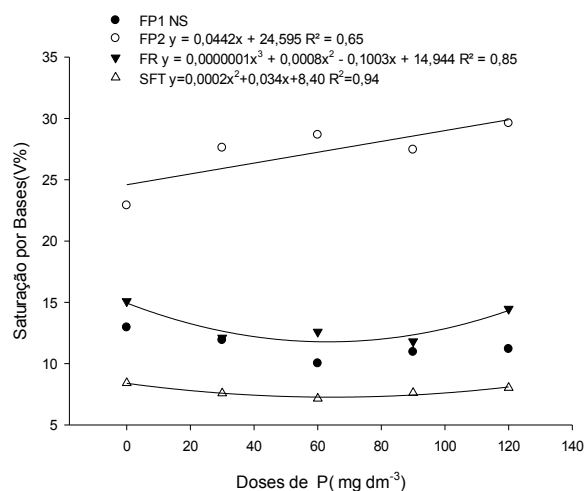 FP1 NS
FP2 y = 0,0442x + 24,595 R² = 0,65
FR y = 0,0000001x³ + 0,0008x² - 0,1003x + 14,944 R² = 0,85
SFT y=0,0002x²+0,034x+8,40 R²=0,94
35
30
25
20
15
10
5
Saturação por Bases(V%)
0 20 40 60 80 100 120 140
Doses de P( mg dm⁻³)